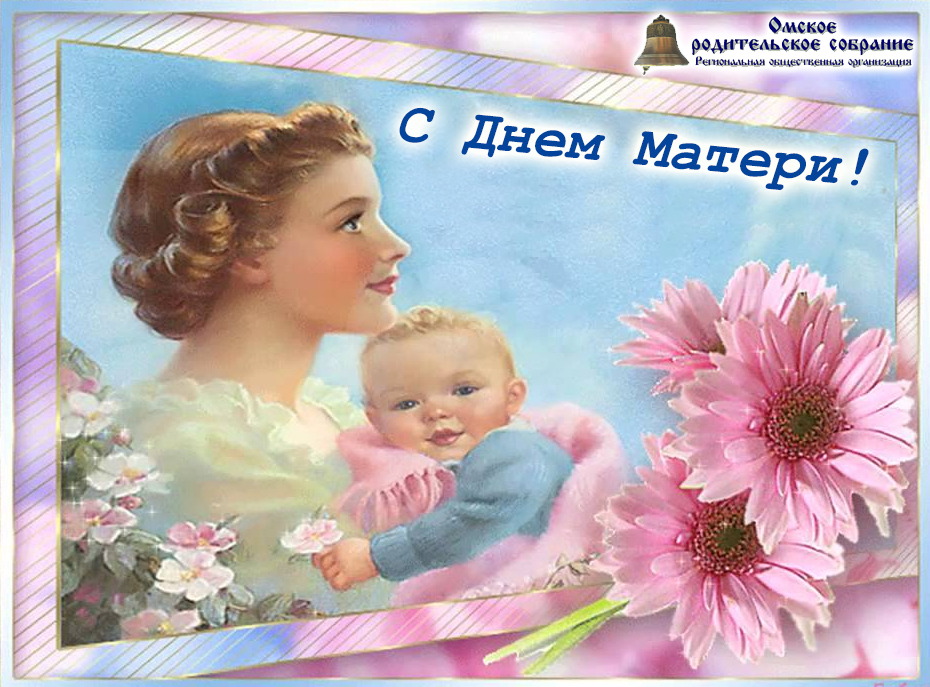 Омское
родительское собрание
Региональная общественная организация
С Днем Матери!